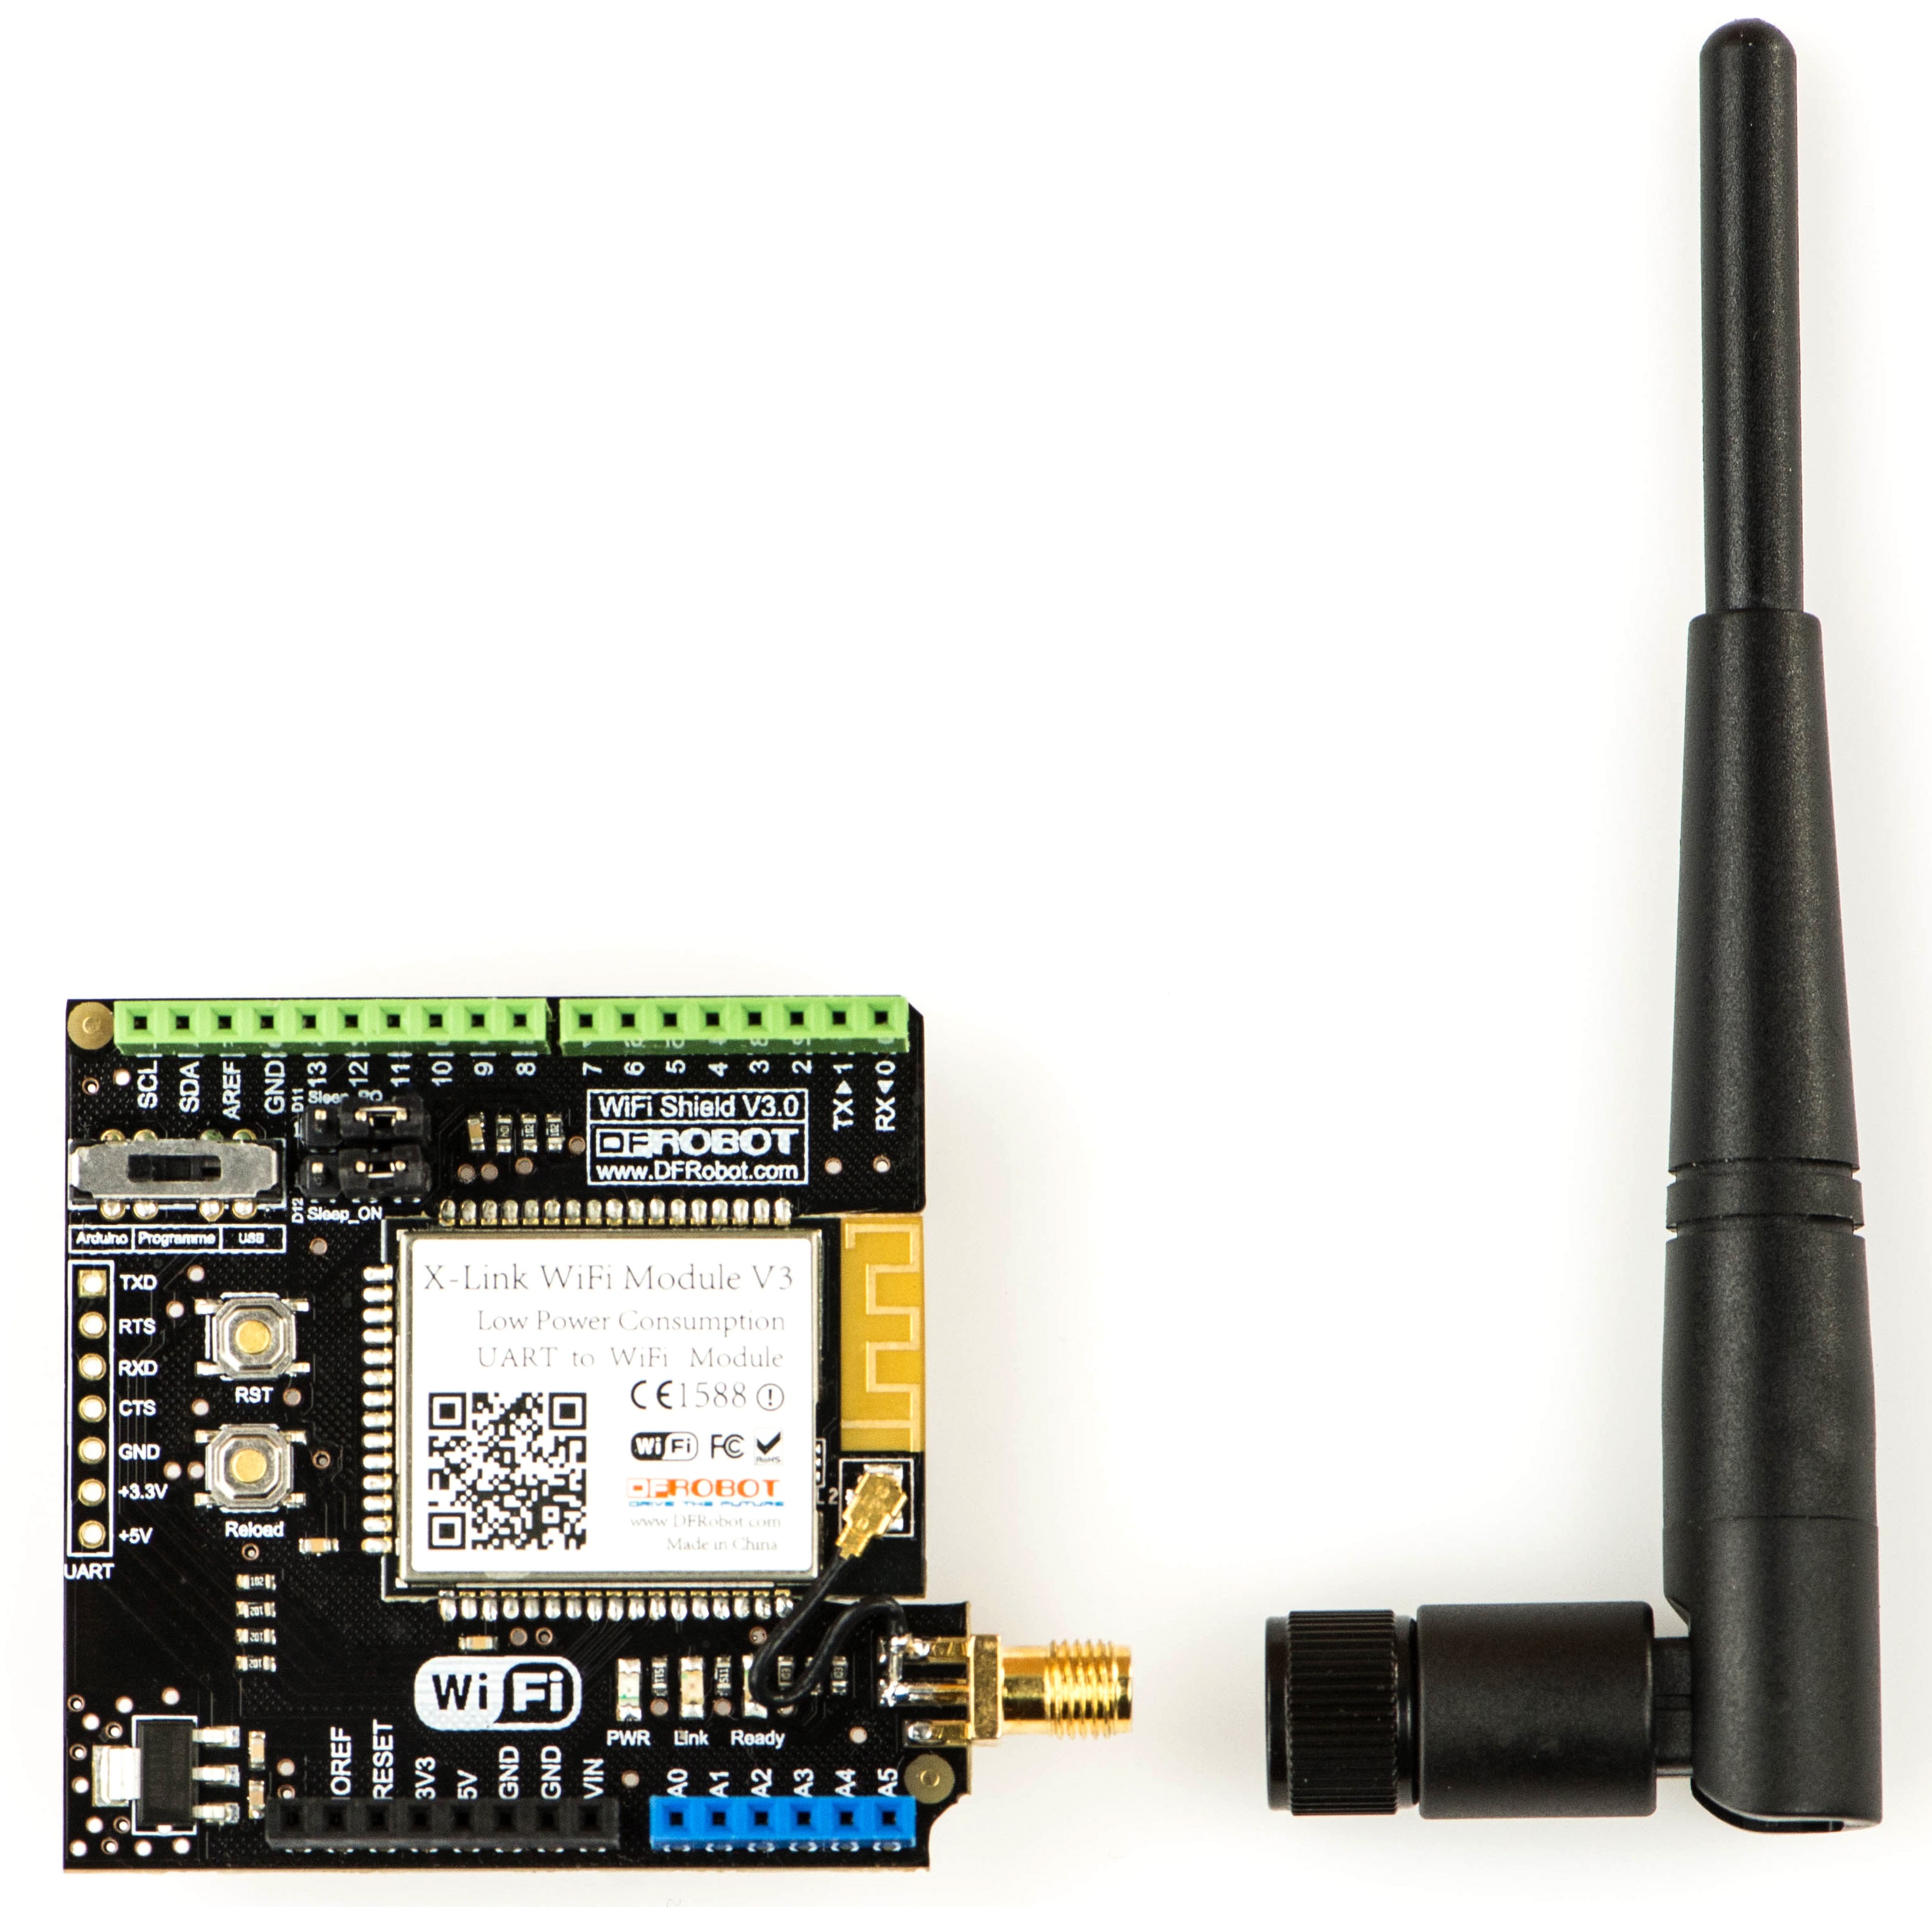 SCL
SDA
AREF
GND
13
12
11
10
9
8
7
6
5
4
3
2
TX ▶ 1
RX ◀ 0
D11
D12
Sleep_ON
WiFi Shield V3.0
DFROBOT
www.DFRobot.com
Arduino Programme USB
TXD
RTS
RXD
CTS
GND
+3.3V
+5V
UART
RST
Reload
X-Link WiFi Module V3
Low Power Consumption
UART to WiFi Module
CE1588
WiFi FC RoHS
DFROBOT
DRIVE THE FUTURE
www.DFRobot.com
Made in China
102
102
102
WiFi
PWR Link Ready
IOREF
RESET
3V3
5V
GND
GND
VIN
A0
A1
A2
A3
A4
A5